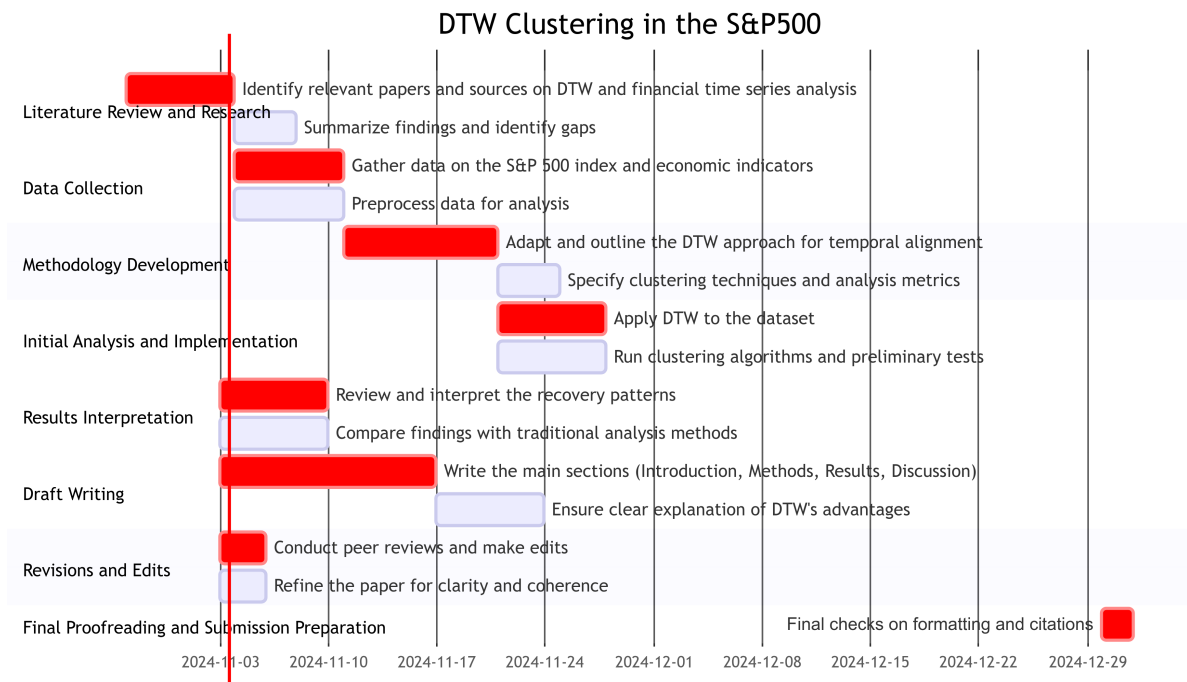 DTW Clustering in the S&P500
Identify relevant papers and sources on DTW and financial time series analysis
Literature Review and Research
Summarize findings and identify gaps
Gather data on the S&P 500 index and economic indicators
Data Collection
Preprocess data for analysis
Adapt and outline the DTW approach for temporal alignment
Methodology Development
Specify clustering techniques and analysis metrics
Apply DTW to the dataset
Initial Analysis and Implementation
Run clustering algorithms and preliminary tests
Review and interpret the recovery patterns
Results Interpretation
Compare findings with traditional analysis methods
Write the main sections (Introduction, Methods, Results, Discussion)
Draft Writing
Ensure clear explanation of DTW's advantages
Conduct peer reviews and make edits
Revisions and Edits
Refine the paper for clarity and coherence
Final checks on formatting and citations
Final Proofreading and Submission Preparation
2024-11-03 2024-11-10 2024-11-17 2024-11-24 2024-12-01 2024-12-08 2024-12-15 2024-12-22 2024-12-29